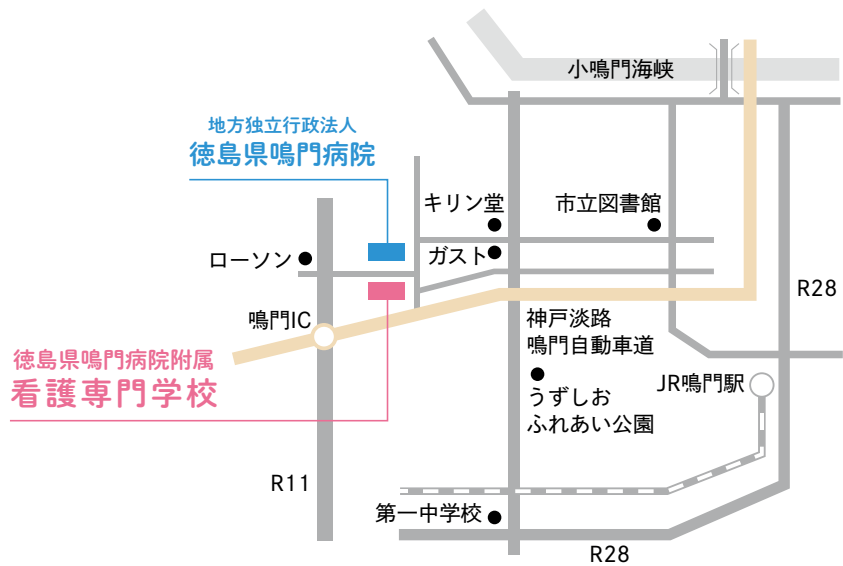 小鳴門海峡
地方独立行政法人
徳島県鳴門病院
キリン堂
市立図書館
ローソン
ガスト
R28
鳴門IC
神戸淡路
鳴門自動車道
徳島県鳴門病院附属
看護専門学校
JR鳴門駅
うずしお
ふれあい公園
R11
第一中学校
R28